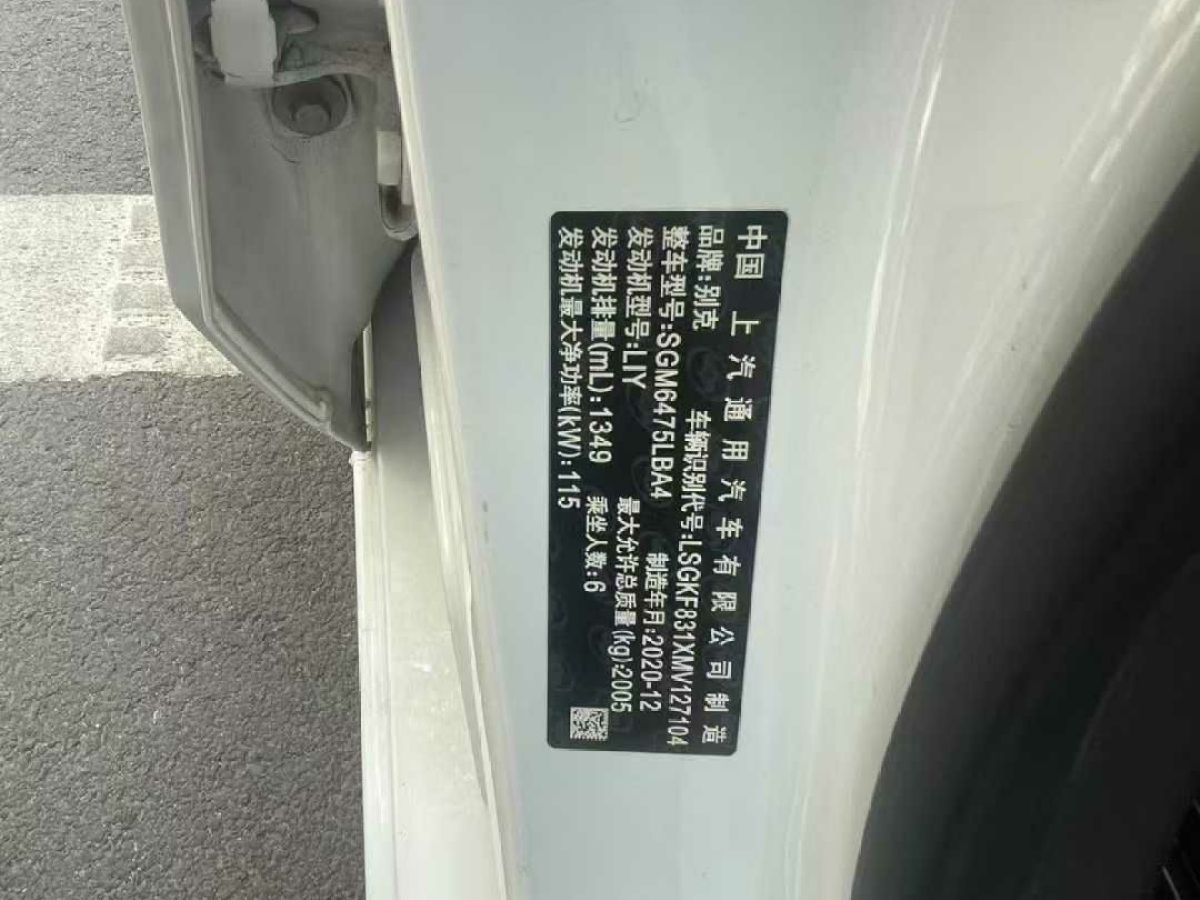 中国 上汽通用汽车有限公司制造
品牌:别克 车辆识别代号:LSGKF831XMV127104
整车型号:SGM6475LBA4 制造年月:2020-12
发动机型号:LIY 最大允许总质量(kg):2005
发动机排量(mL):1349 乘坐人数:6
发动机最大净功率(kW):115